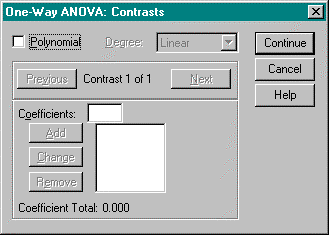 One-Way ANOVA: Contrasts
Polynomial Degree: Linear Continue
Previous Contrast 1 of 1 Next Cancel
Help
Coefficients:
Add
Change
Remove
Coefficient Total: 0.000